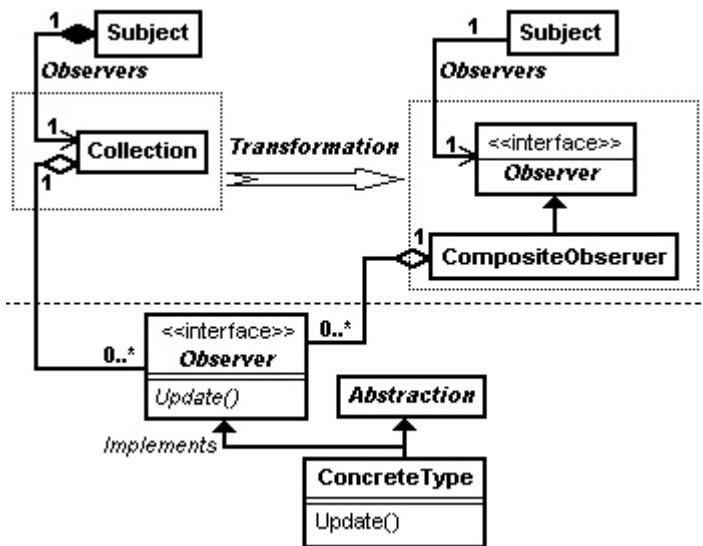 1
Subject
Observers
1
Collection
1
Transformation
1
Subject
Observers
1
<<interface>>
Observer
1
CompositeObserver
0..*
<<interface>>
Observer
Update()
0..*
Implements
Abstraction
ConcreteType
Update()